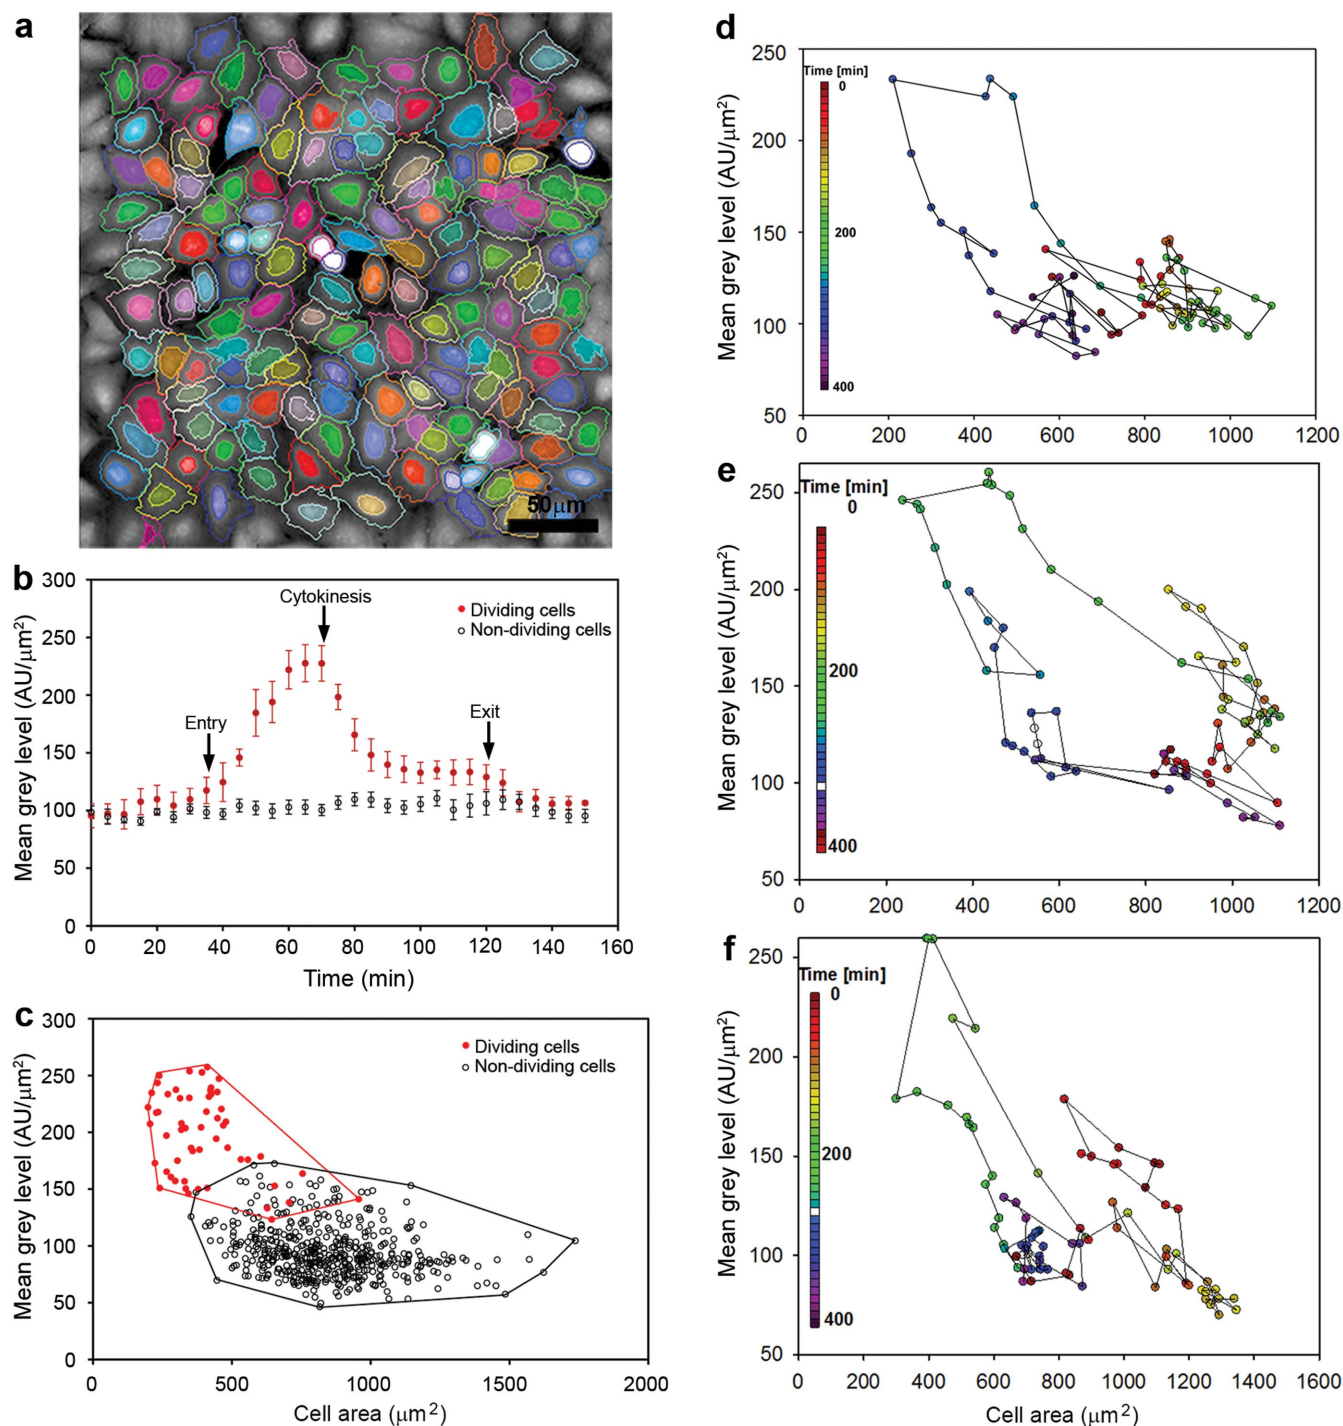 a
50μm
b
Mean grey level (AU/μm²)
300
250
200
150
100
50
0
Cytokinesis
Entry
Exit
Dividing cells
Non-dividing cells
0 20 40 60 80 100 120 140 160
Time (min)
c
Mean grey level (AU/μm²)
300
250
200
150
100
50
0
Dividing cells
Non-dividing cells
0 500 1000 1500 2000
Cell area (μm²)
d
Mean grey level (AU/μm²)
250
200
150
100
50
Time [min]
0
200
400
0 200 400 600 800 1000 1200
e
Mean grey level (AU/μm²)
250
200
150
100
50
Time [min]
0
200
400
0 200 400 600 800 1000 1200
f
Mean grey level (AU/μm²)
250
200
150
100
50
Time [min]
0
200
400
0 200 400 600 800 1000 1200 1400 1600
Cell area (μm²)